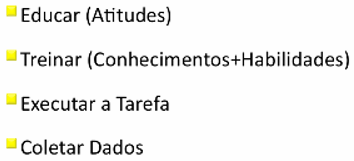 Educar (Atitudes)
Treinar (Conhecimentos+Habilidades)
Executar a Tarefa
Coletar Dados